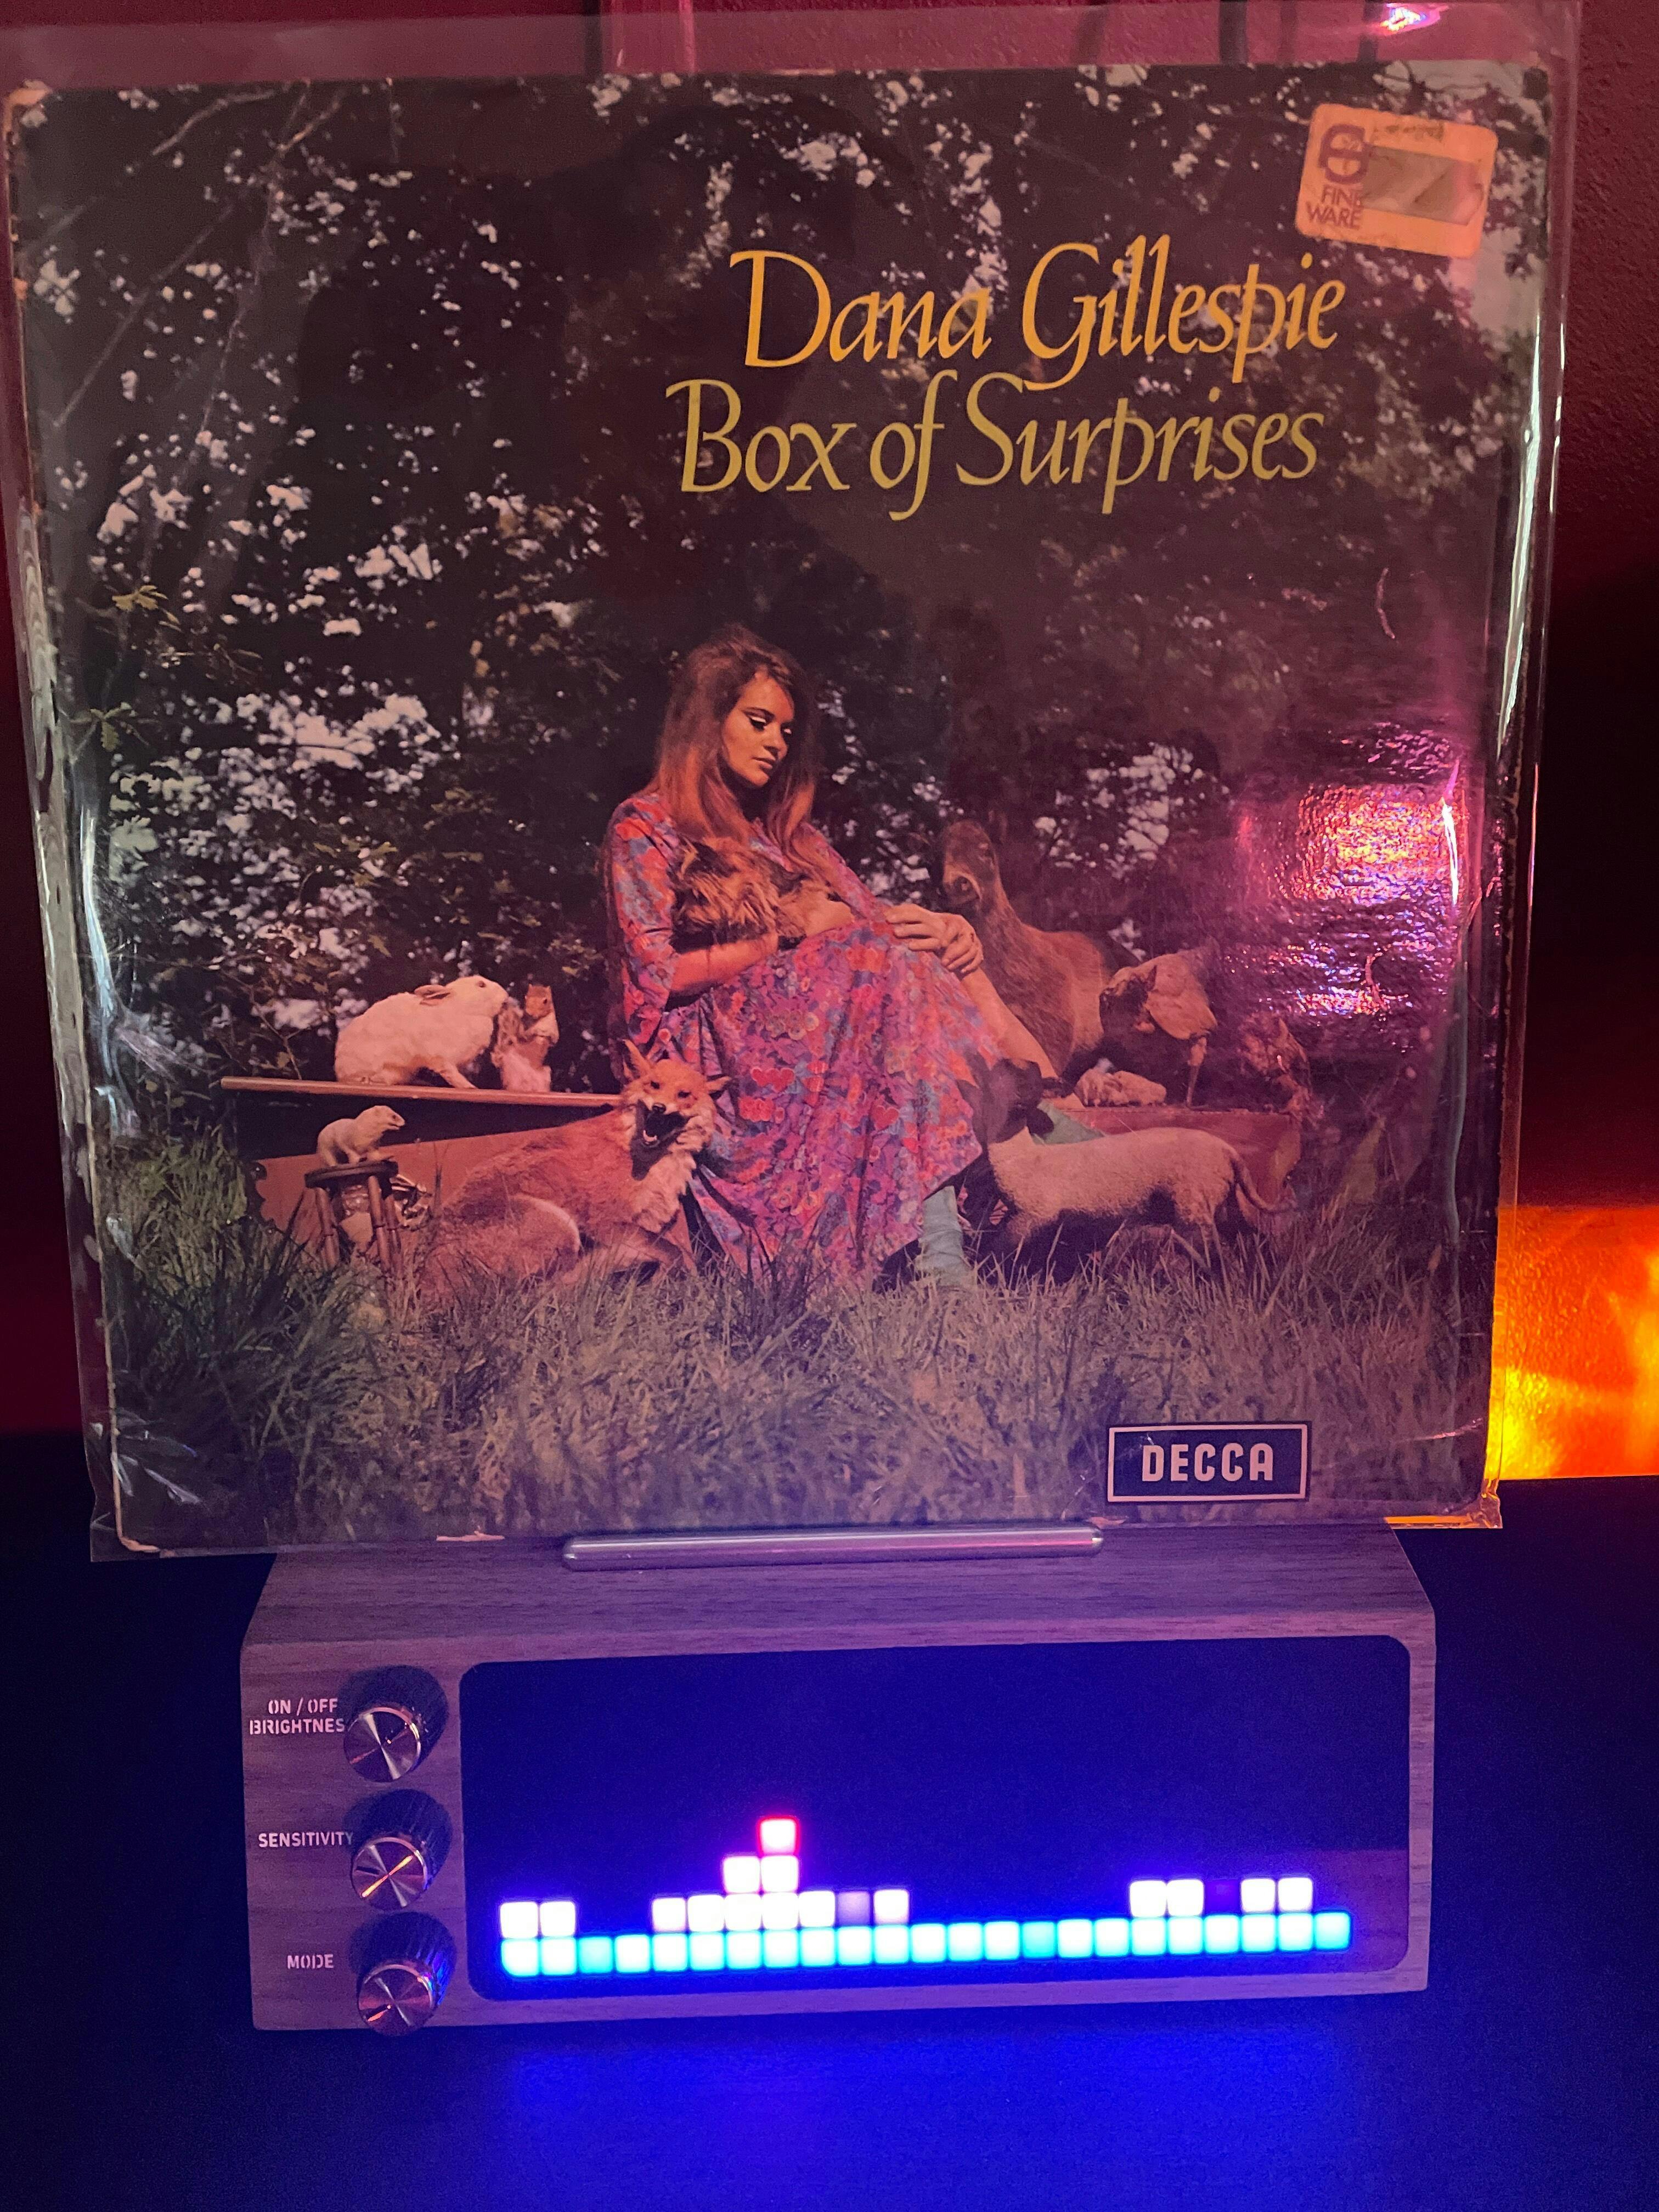 FINE
WARE
Dana Gillespie
Box of Surprises
DECCA
ON / OFF
BRIGHTNES
SENSITIVITY
MODE